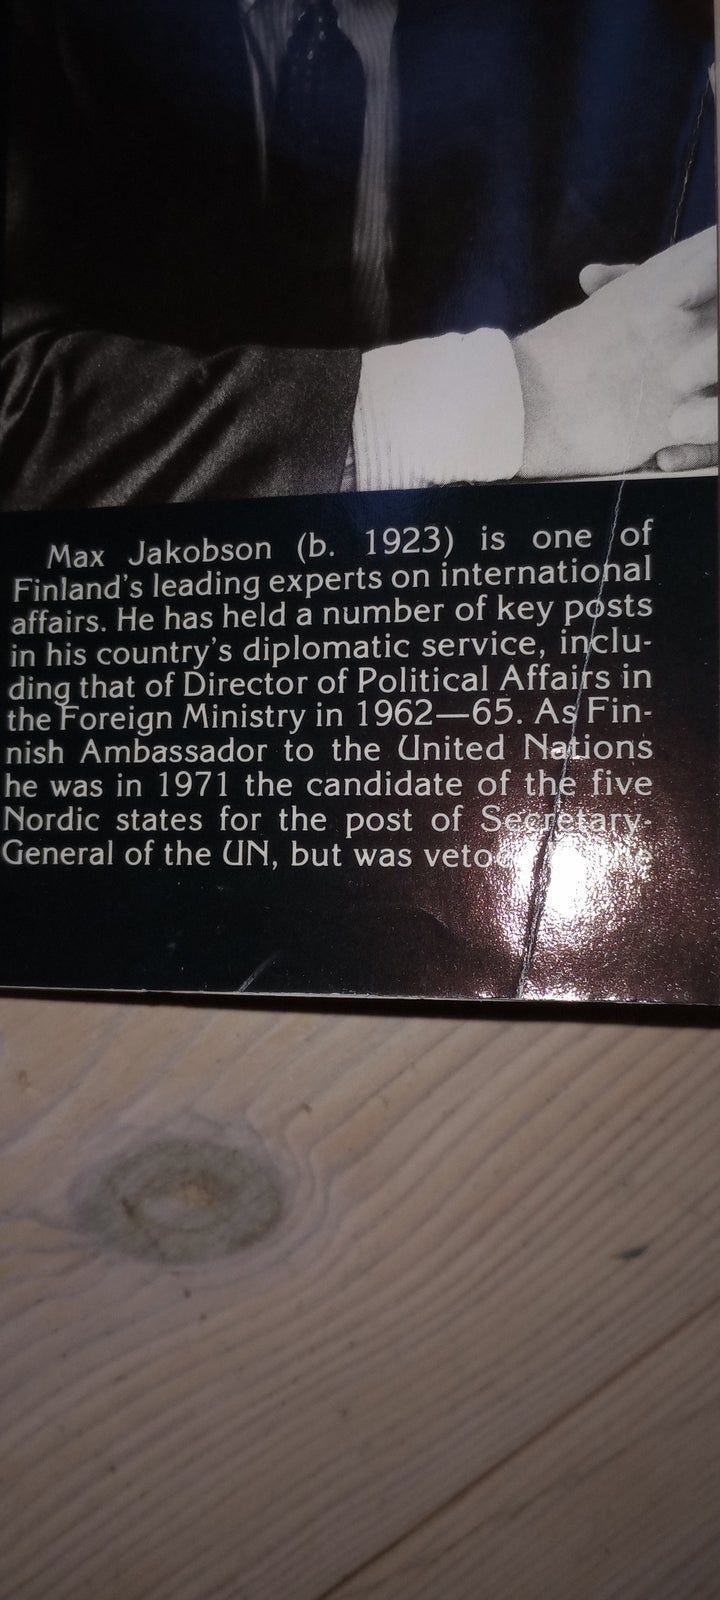 Max Jakobson (b. 1923) is one of
Finland's leading experts on international
affairs. He has held a number of key posts
in his country's diplomatic service, inclu-
ding that of Director of Political Affairs in
the Foreign Ministry in 1962—65. As Fin-
nish Ambassador to the United Nations
he was in 1971 the candidate of the five
Nordic states for the post of Secretary-
General of the UN, but was